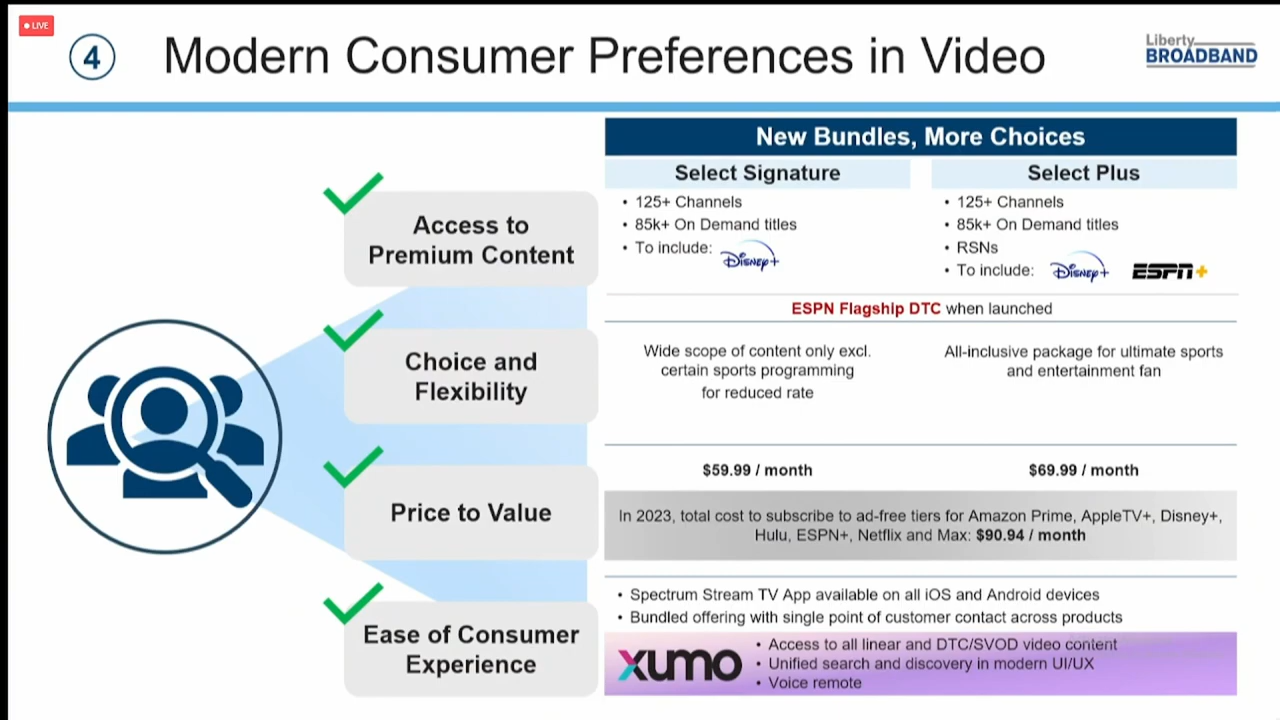 LIVE
4
Modern Consumer Preferences in Video
Liberty
BROADBAND
New Bundles, More Choices
Select Signature
Select Plus
• 125+ Channels
• 85k+ On Demand titles
• To include: Disney+
• 125+ Channels
• 85k+ On Demand titles
• RSNs
• To include: Disney+ ESPN+
ESPN Flagship DTC when launched
Access to
Premium Content
Choice and
Flexibility
Wide scope of content only excl.
certain sports programming
for reduced rate
All-inclusive package for ultimate sports
and entertainment fan
Price to Value
$59.99 / month
$69.99 / month
In 2023, total cost to subscribe to ad-free tiers for Amazon Prime, AppleTV+, Disney+,
Hulu, ESPN+, Netflix and Max: $90.94 / month
Ease of Consumer
Experience
• Spectrum Stream TV App available on all iOS and Android devices
• Bundled offering with single point of customer contact across products
xumo
• Access to all linear and DTC/SVOD video content
• Unified search and discovery in modern UI/UX
• Voice remote